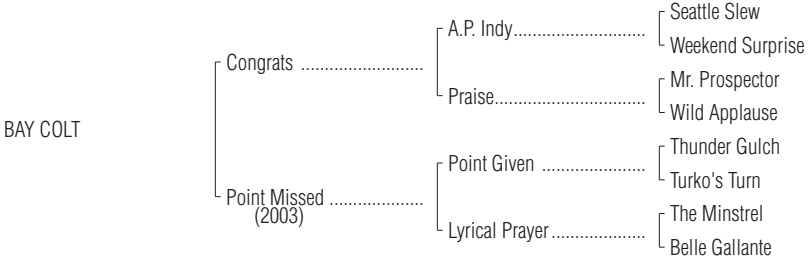 Seattle Slew
A.P. Indy..............................
Weekend Surprise
Congrats ............................
Mr. Prospector
Praise..................................
Wild Applause
BAY COLT
Thunder Gulch
Point Given ........................
Turko's Turn
Point Missed ......................
(2003)
The Minstrel
Lyrical Prayer.....................
Belle Gallante